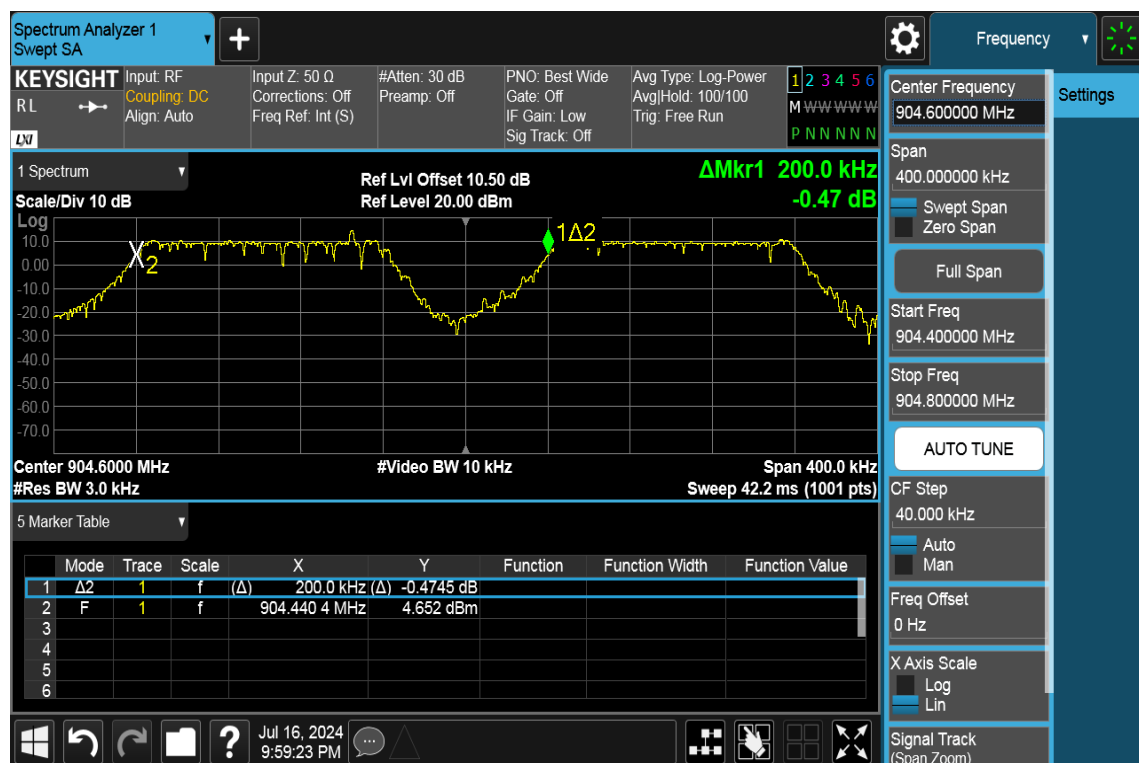 Spectrum Analyzer 1
Swept SA
+
Frequency
KEYSIGHT
RL
LXI
Input: RF
Coupling: DC
Align: Auto
Input Z: 50 Ω
Corrections: Off
Freq Ref: Int (S)
#Atten: 30 dB
Preamp: Off
PNO: Best Wide
Gate: Off
IF Gain: Low
Sig Track: Off
Avg Type: Log-Power
Avg|Hold: 100/100
Trig: Free Run
1 2 3 4 5 6
M W W W W W
P N N N N N
1 Spectrum
Scale/Div 10 dB
Ref Lvl Offset 10.50 dB
Ref Level 20.00 dBm
ΔMkr1 200.0 kHz
-0.47 dB
Log
10.0
0.00
-10.0
-20.0
-30.0
-40.0
-50.0
-60.0
-70.0
2
1Δ2
Center 904.6000 MHz
#Video BW 10 kHz
Span 400.0 kHz
#Res BW 3.0 kHz
Sweep 42.2 ms (1001 pts)
5 Marker Table
Mode Trace Scale X Y Function Function Width Function Value
1 Δ2 1 f (Δ) 200.0 kHz (Δ) -0.4745 dB
2 F 1 f 904.440 4 MHz 4.652 dBm
3
4
5
6
Jul 16, 2024
9:59:23 PM
?
Center Frequency
904.600000 MHz
Settings
Span
400.000000 kHz
Swept Span
Zero Span
Full Span
Start Freq
904.400000 MHz
Stop Freq
904.800000 MHz
AUTO TUNE
CF Step
40.000 kHz
Auto
Man
Freq Offset
0 Hz
X Axis Scale
Log
Lin
Signal Track
(Span Zoom)